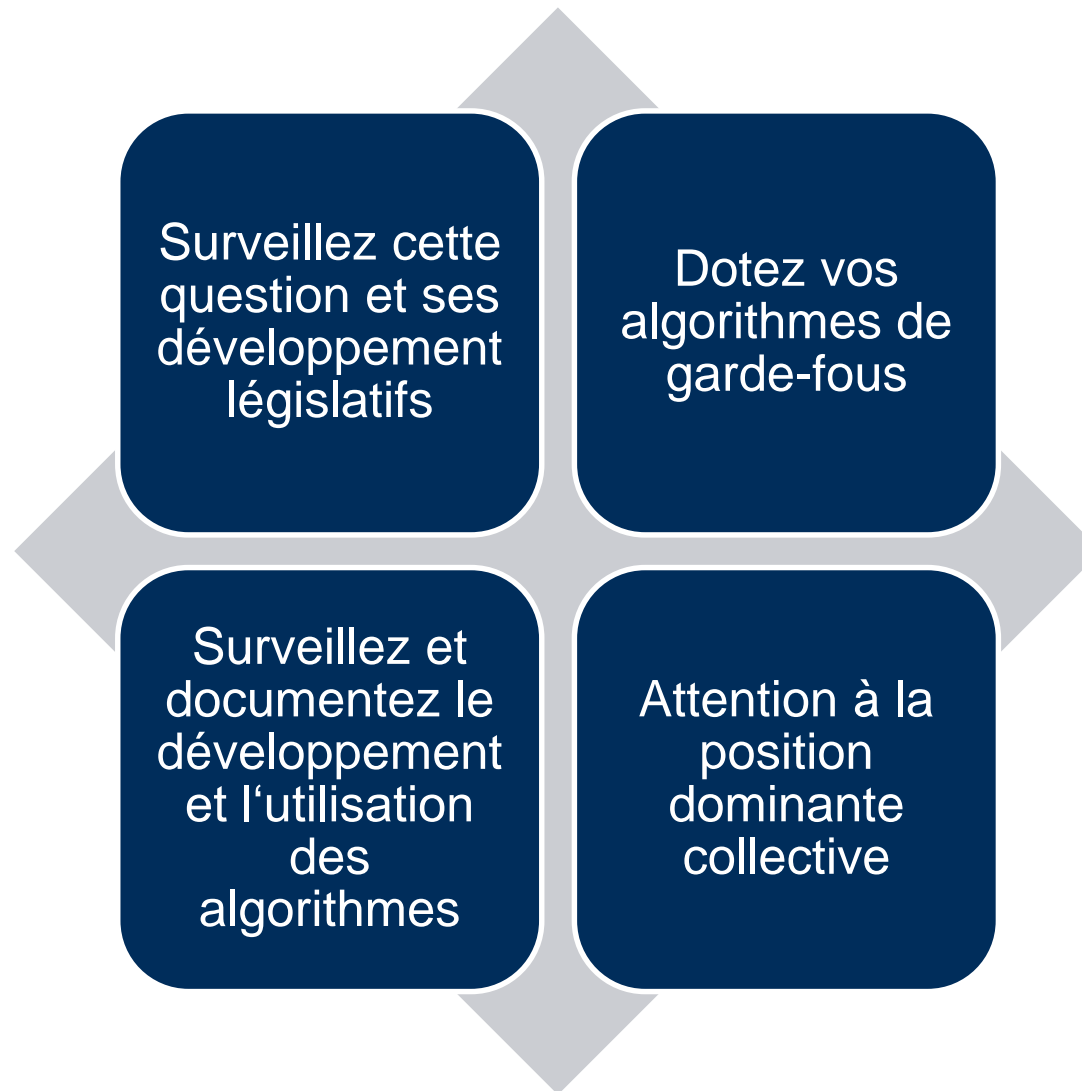 Surveillez cette
question et ses
développement
législatifs
Dotez vos
algorithmes de
garde-fous
Surveillez et
documentez le
développement
et l‘utilisation
des
algorithmes
Attention à la
position
dominante
collective